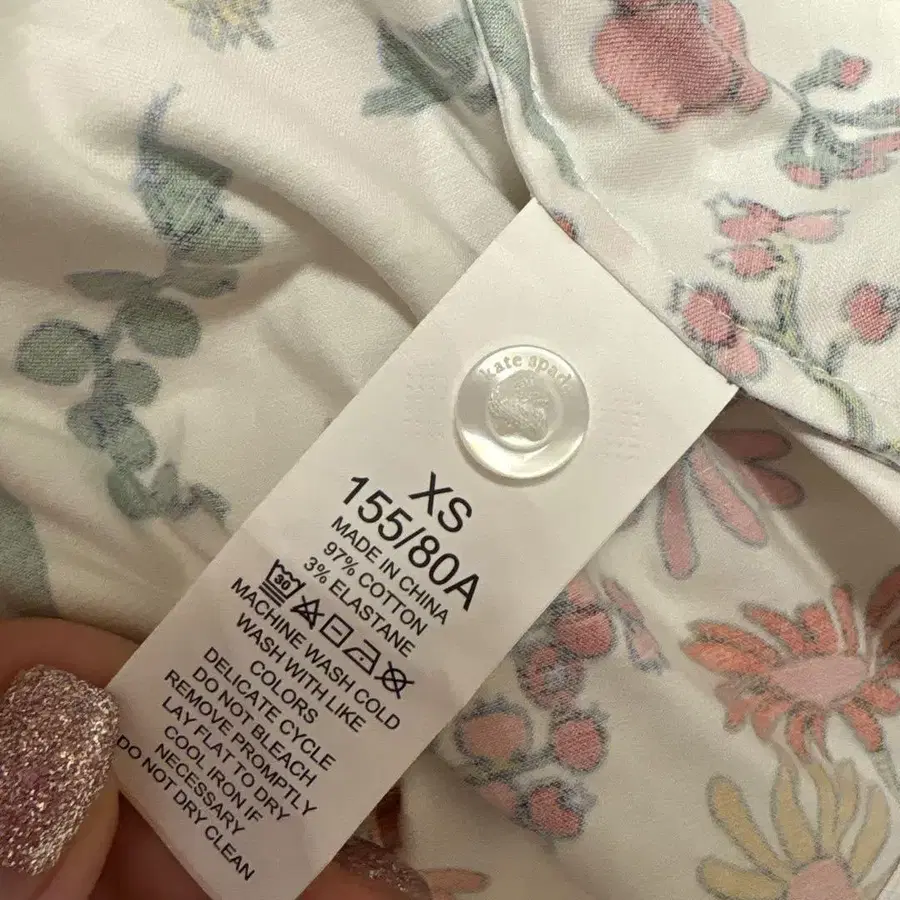 kate spade
XS
155/80A
MADE IN CHINA
97% COTTON
3% ELASTANE
30
MACHINE WASH COLD
WASH WITH LIKE
COLORS
DELICATE CYCLE
DO NOT BLEACH
REMOVE PROMPTLY
LAY FLAT TO DRY
COOL IRON IF
NECESSARY
DO NOT DRY CLEAN